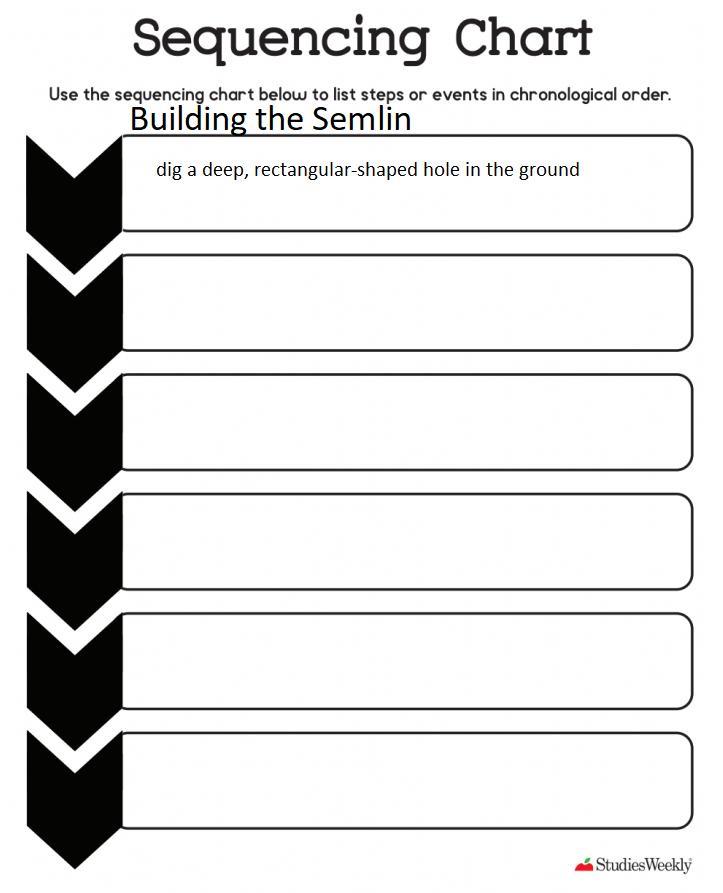 Sequencing Chart
Use the sequencing chart below to list steps or events in chronological order.
Building the Semlin
dig a deep, rectangular-shaped hole in the ground
StudiesWeekly